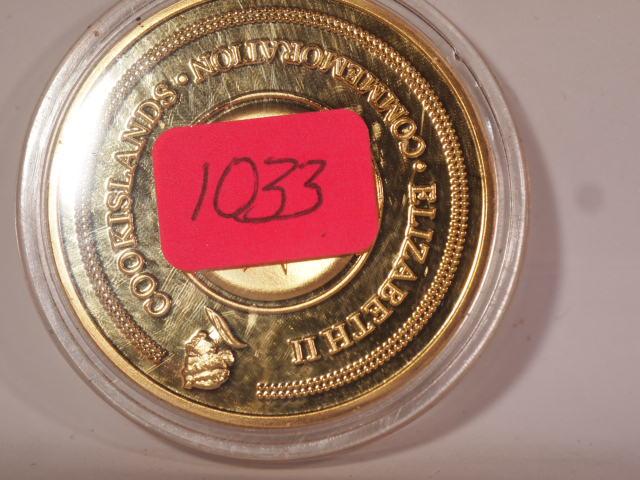 COOK ISLANDS · COMMEMORATION · ELIZABETH II
1033